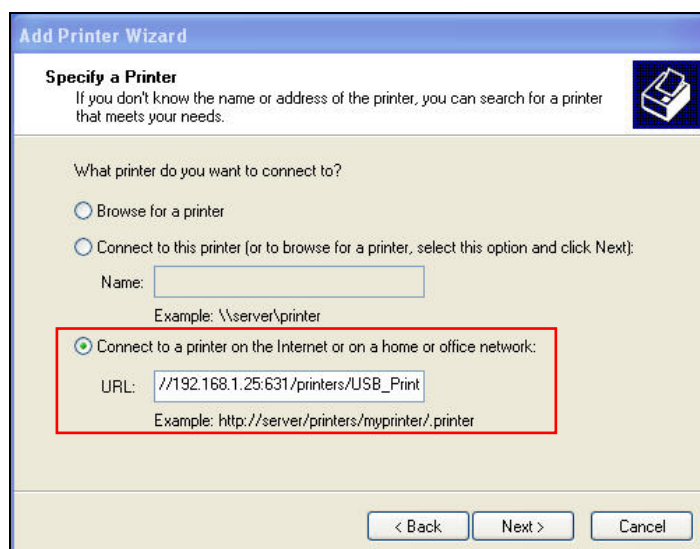 Add Printer Wizard
Specify a Printer
If you don't know the name or address of the printer, you can search for a printer
that meets your needs.
What printer do you want to connect to?
Browse for a printer
Connect to this printer (or to browse for a printer, select this option and click Next):
Name:
Example: \\server\printer
Connect to a printer on the Internet or on a home or office network:
URL: //192.168.1.25:631/printers/USB_Print
Example: http://server/printers/myprinter/.printer
< Back Next > Cancel